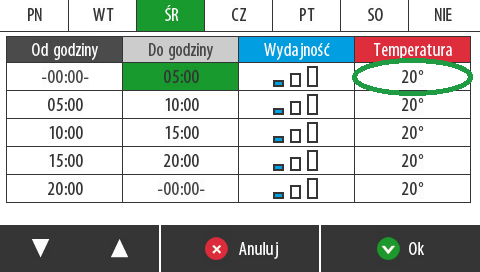 PN WT ŚR CZ PT SO NIE
Od godziny Do godziny Wydajność Temperatura
-00:00- 05:00 20°
05:00 10:00 20°
10:00 15:00 20°
15:00 20:00 20°
20:00 -00:00- 20°
Anuluj Ok